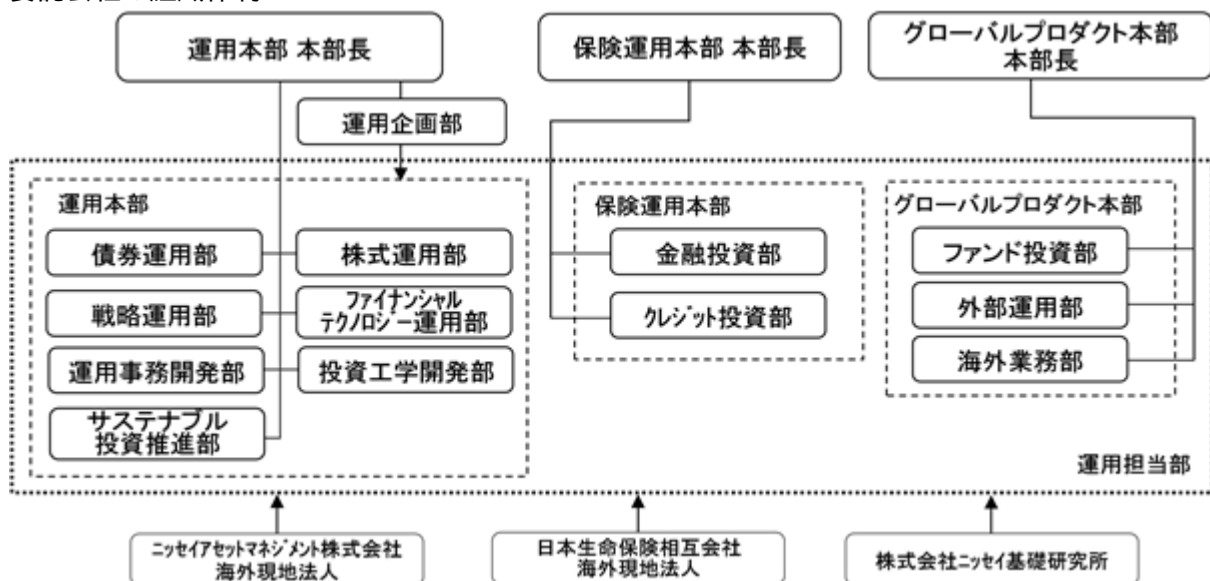 運用本部 本部長
保険運用本部 本部長
グローバルプロダクト本部
本部長
運用企画部
運用本部
債券運用部
株式運用部
戦略運用部
ファイナンシャル
テクノロジー運用部
運用事務開発部
投資工学開発部
サステナブル
投資推進部
保険運用本部
金融投資部
クレジット投資部
グローバルプロダクト本部
ファンド投資部
外部運用部
海外業務部
運用担当部
ニッセイアセットマネジメント株式会社
海外現地法人
日本生命保険相互会社
海外現地法人
株式会社ニッセイ基礎研究所